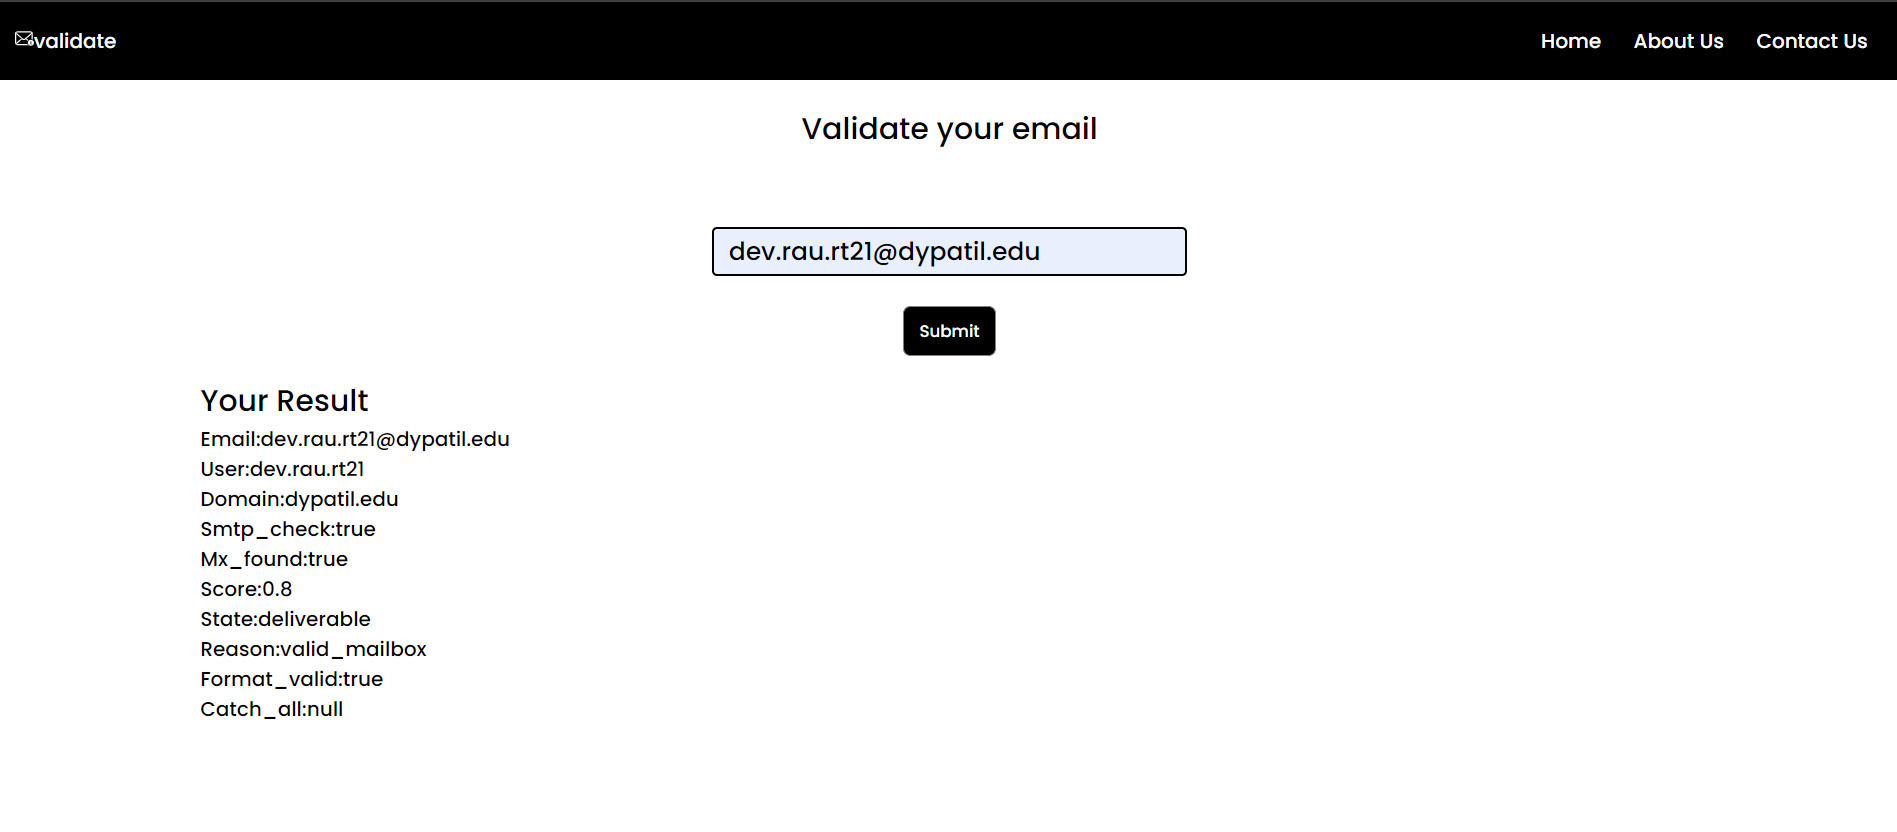 validate
Home About Us Contact Us
Validate your email
dev.rau.rt21@dypatil.edu
Submit
Your Result
Email:dev.rau.rt21@dypatil.edu
User:dev.rau.rt21
Domain:dypatil.edu
Smtp_check:true
Mx_found:true
Score:0.8
State:deliverable
Reason:valid_mailbox
Format_valid:true
Catch_all:null